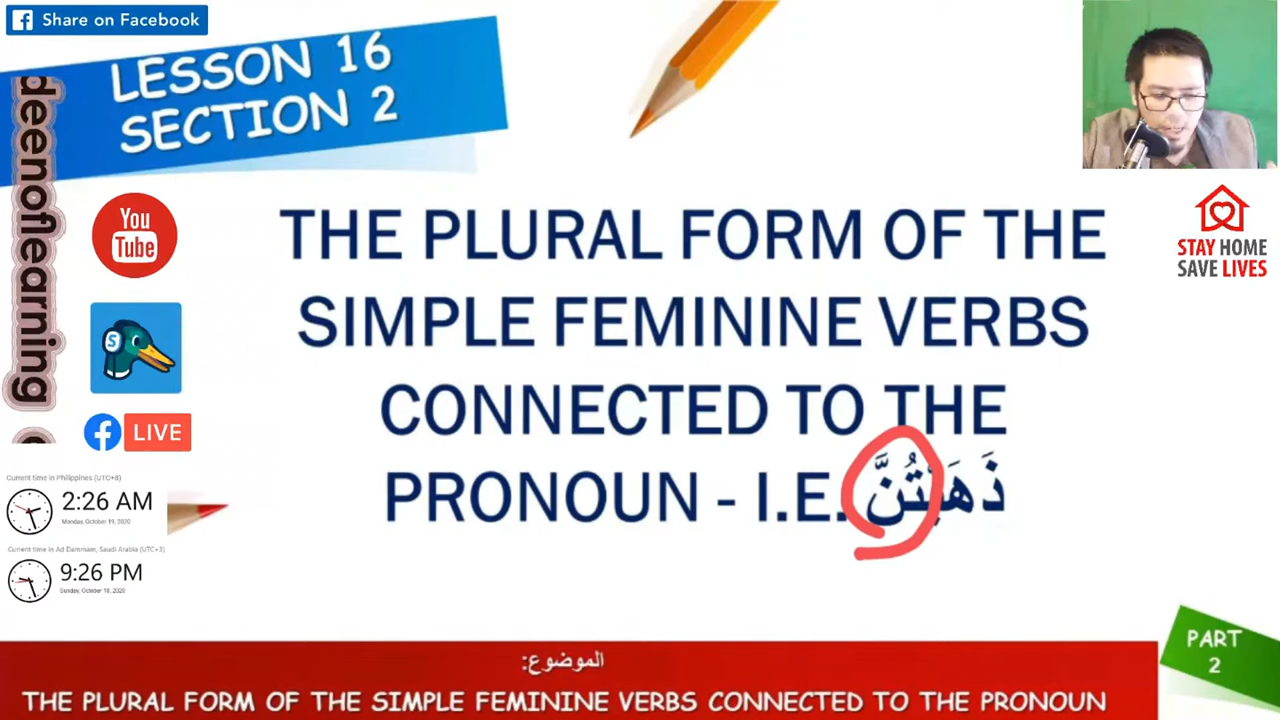 Share on Facebook
LESSON 16
SECTION 2
deenoflearning
You
Tube
S
LIVE
Current time in Philippines (UTC+8)
2:26 AM
Monday, October 19, 2020
Current time in Ad Dammam, Saudi Arabia (UTC+3)
9:26 PM
Sunday, October 18, 2020
THE PLURAL FORM OF THE
SIMPLE FEMININE VERBS
CONNECTED TO THE
PRONOUN - I.E. ذَهَبْتُنَّ
STAY HOME
SAVE LIVES
PART
2
الموضوع:
THE PLURAL FORM OF THE SIMPLE FEMININE VERBS CONNECTED TO THE PRONOUN